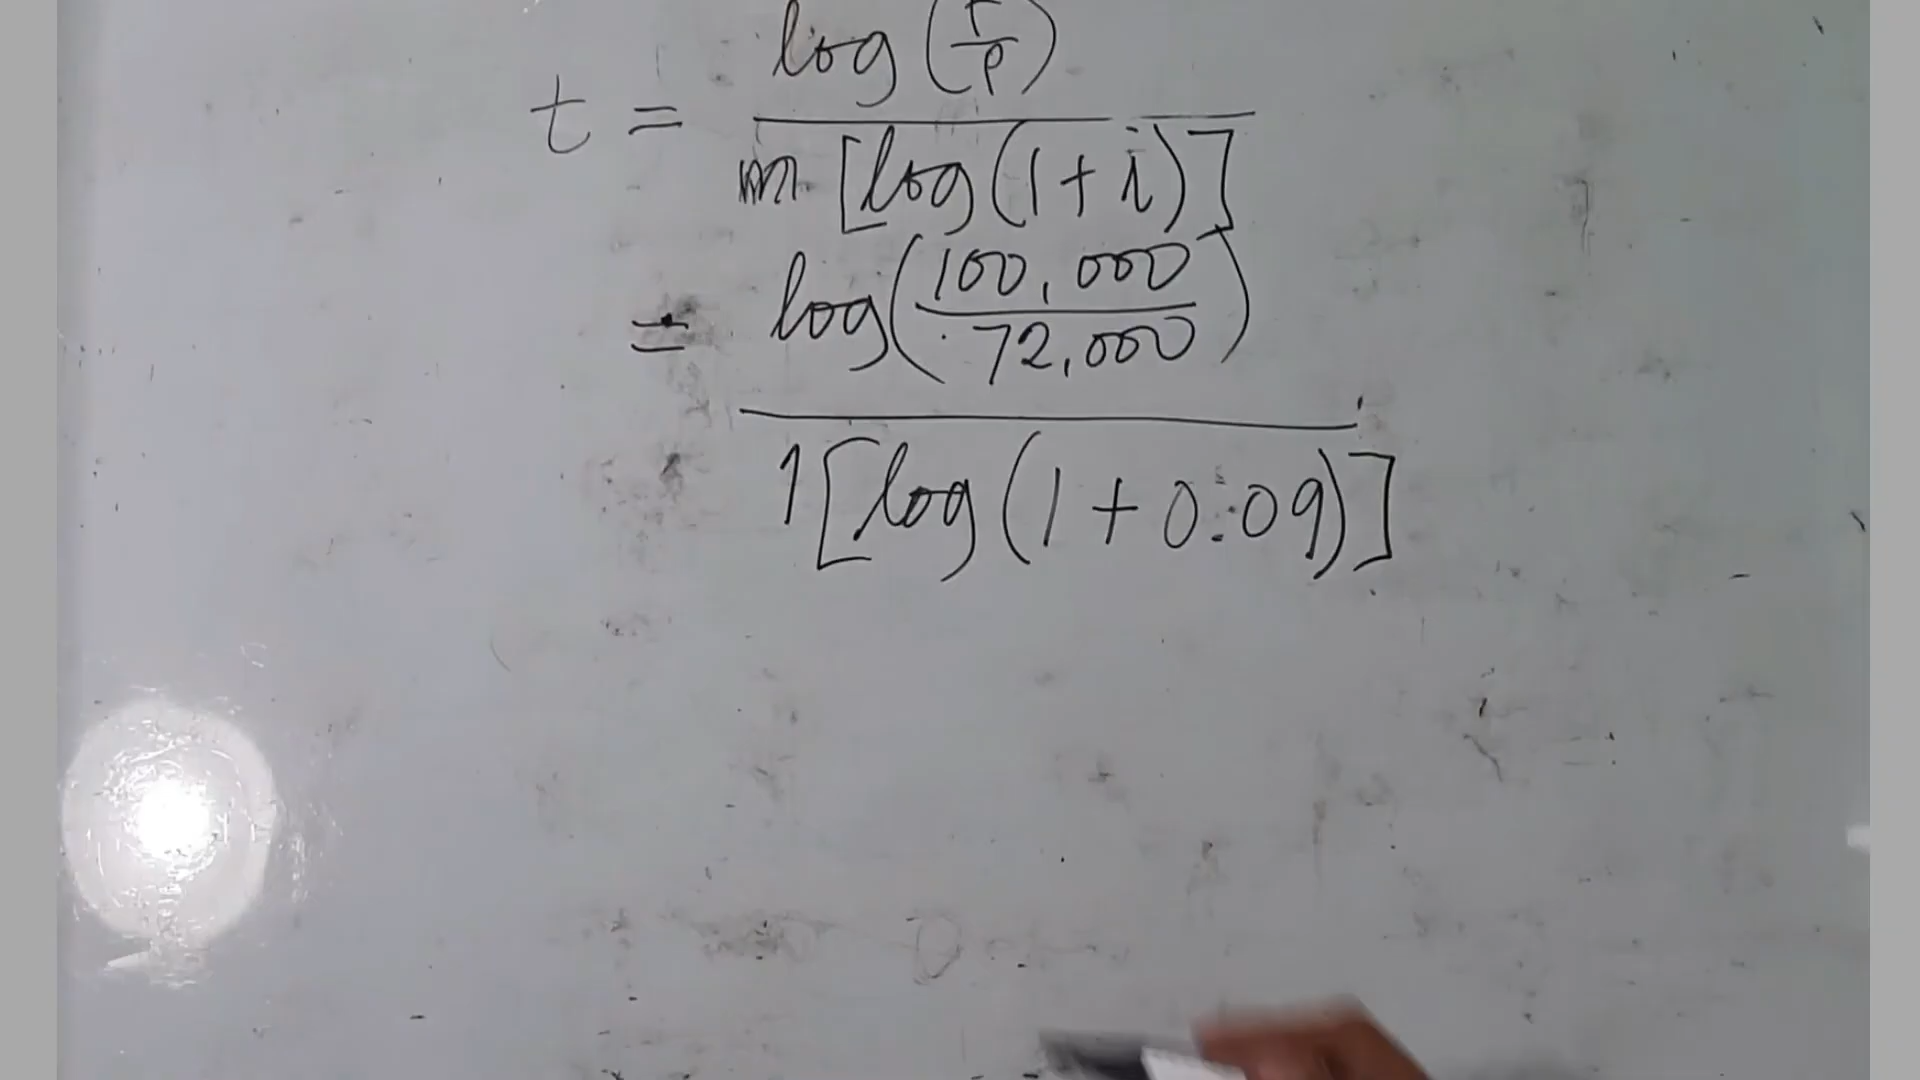 log(F/P)
t =
m[log(1+i)]
= log(100,000/72,000)
1[log(1+0.09)]